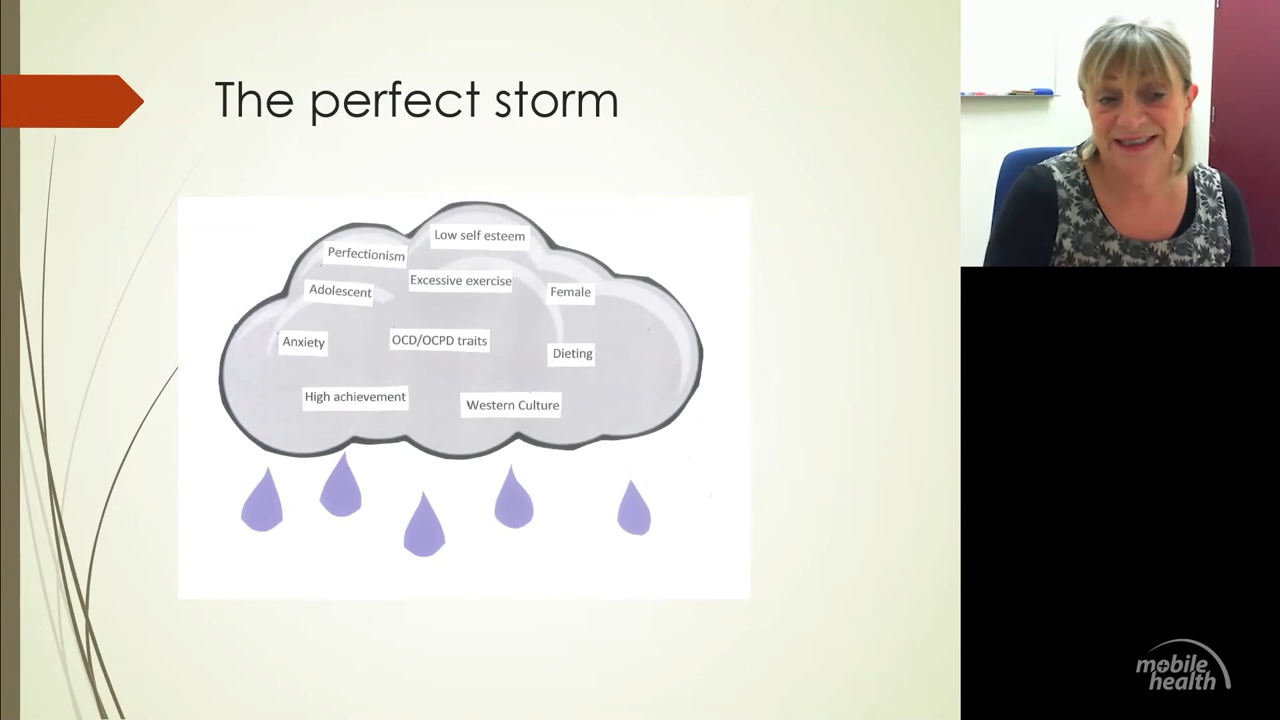 The perfect storm
Low self esteem
Perfectionism
Excessive exercise
Adolescent
Female
Anxiety
OCD/OCPD traits
Dieting
High achievement
Western Culture
mobile
health